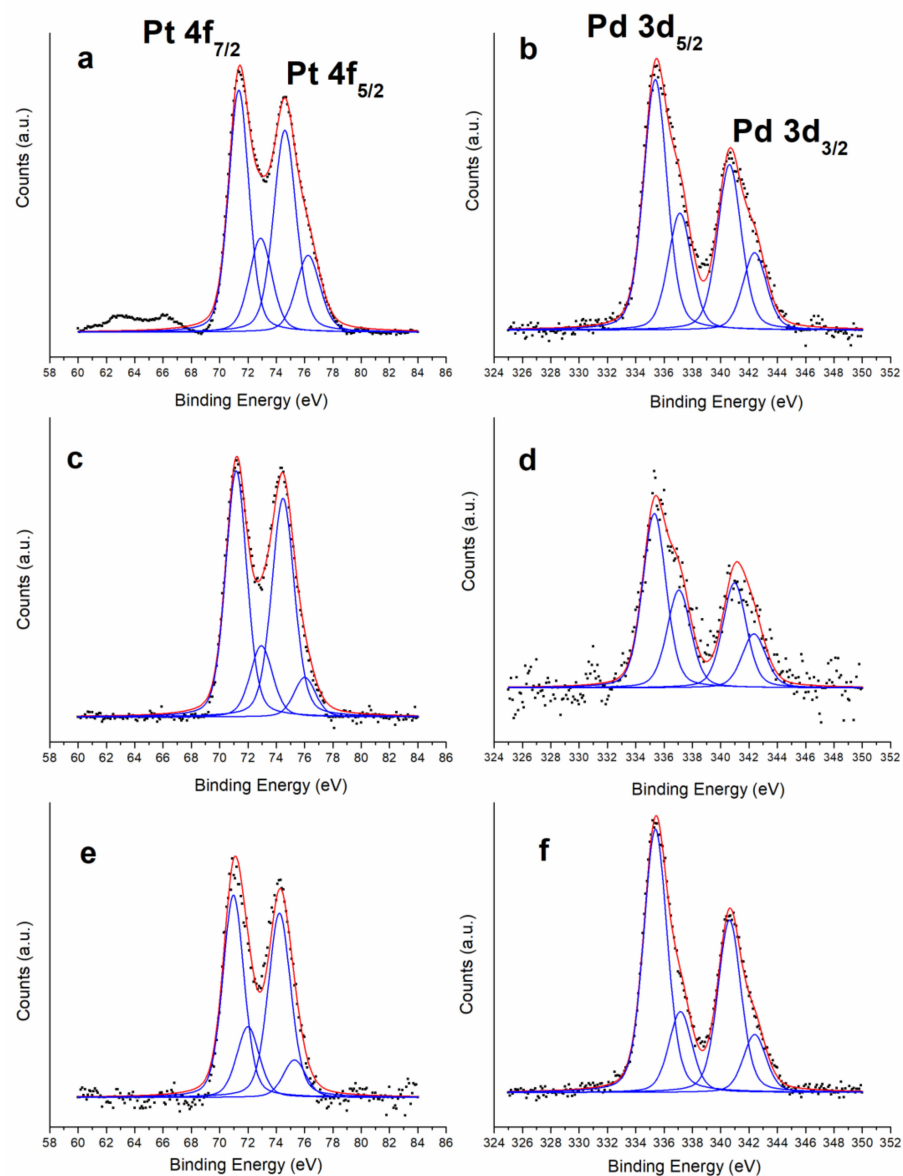 a
Pt 4f7/2
Pt 4f5/2
Counts (a.u.)
58 60 62 64 66 68 70 72 74 76 78 80 82 84 86
Binding Energy (eV)
b
Pd 3d5/2
Pd 3d3/2
Counts (a.u.)
324 326 328 330 332 334 336 338 340 342 344 346 348 350 352
Binding Energy (eV)
c
Counts (a.u.)
58 60 62 64 66 68 70 72 74 76 78 80 82 84 86
Binding Energy (eV)
d
Counts (a.u.)
324 326 328 330 332 334 336 338 340 342 344 346 348 350 352
Binding Energy (eV)
e
Counts (a.u.)
58 60 62 64 66 68 70 72 74 76 78 80 82 84 86
Binding Energy (eV)
f
Counts (a.u.)
324 326 328 330 332 334 336 338 340 342 344 346 348 350 352
Binding Energy (eV)